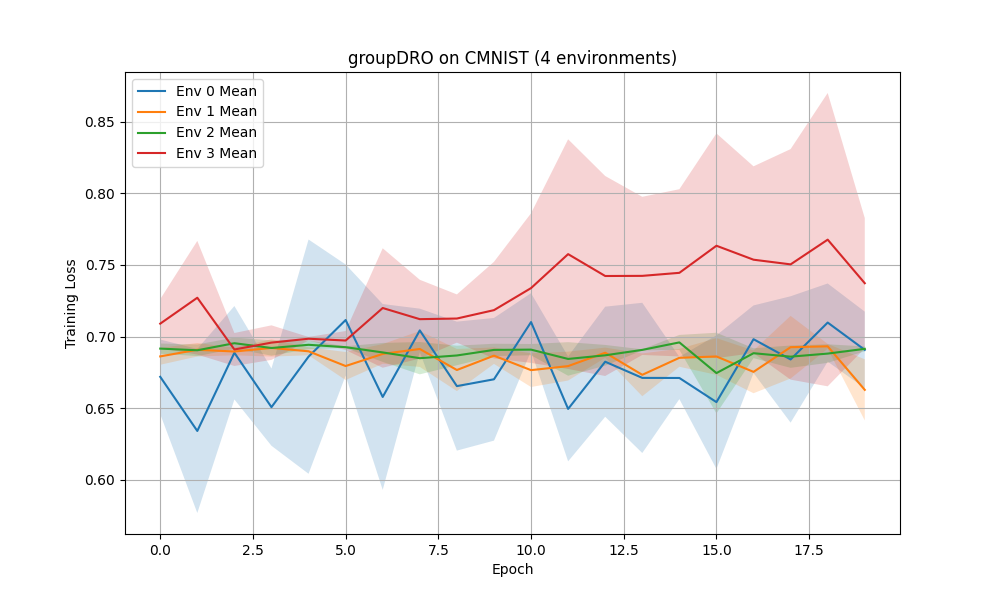 groupDRO on CMNIST (4 environments)
Env 0 Mean
Env 1 Mean
Env 2 Mean
Env 3 Mean
Training Loss
0.85
0.80
0.75
0.70
0.65
0.60
0.0 2.5 5.0 7.5 10.0 12.5 15.0 17.5
Epoch